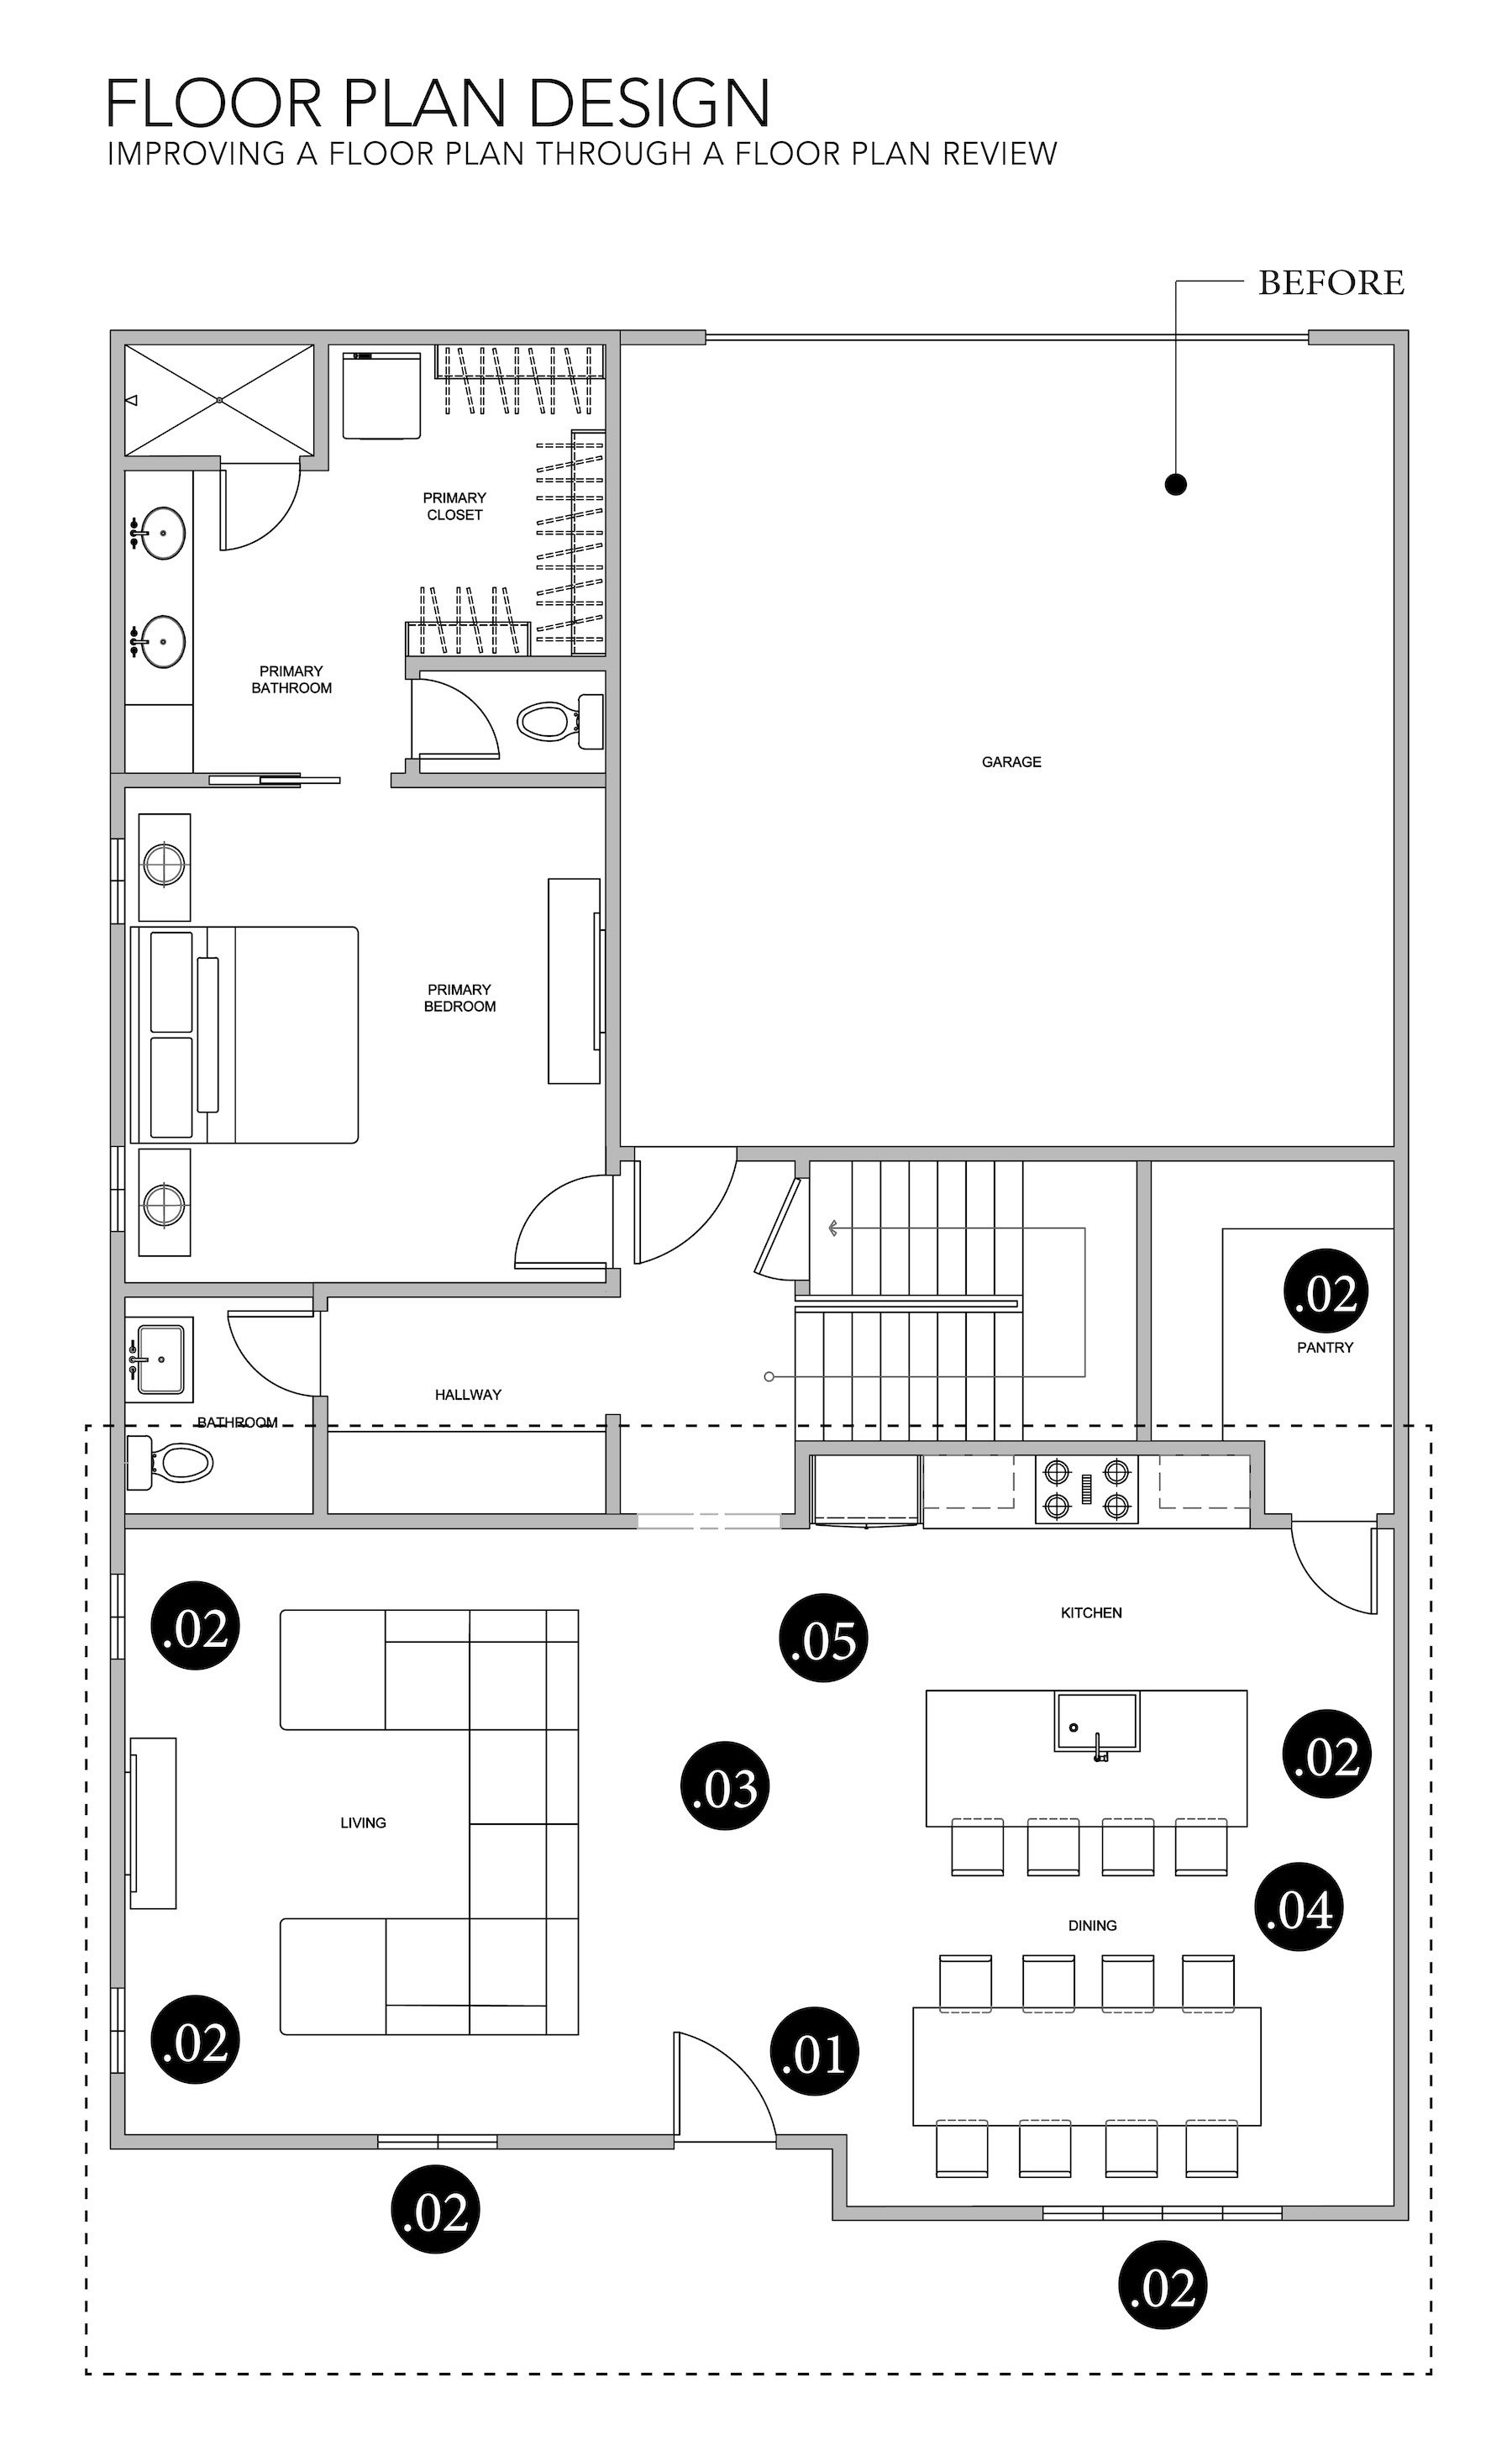 FLOOR PLAN DESIGN
IMPROVING A FLOOR PLAN THROUGH A FLOOR PLAN REVIEW
BEFORE
PRIMARY
CLOSET
PRIMARY
BATHROOM
GARAGE
PRIMARY
BEDROOM
.02
PANTRY
HALLWAY
BATHROOM
.02
.05
KITCHEN
.03
.02
LIVING
.04
DINING
.02
.01
.02
.02